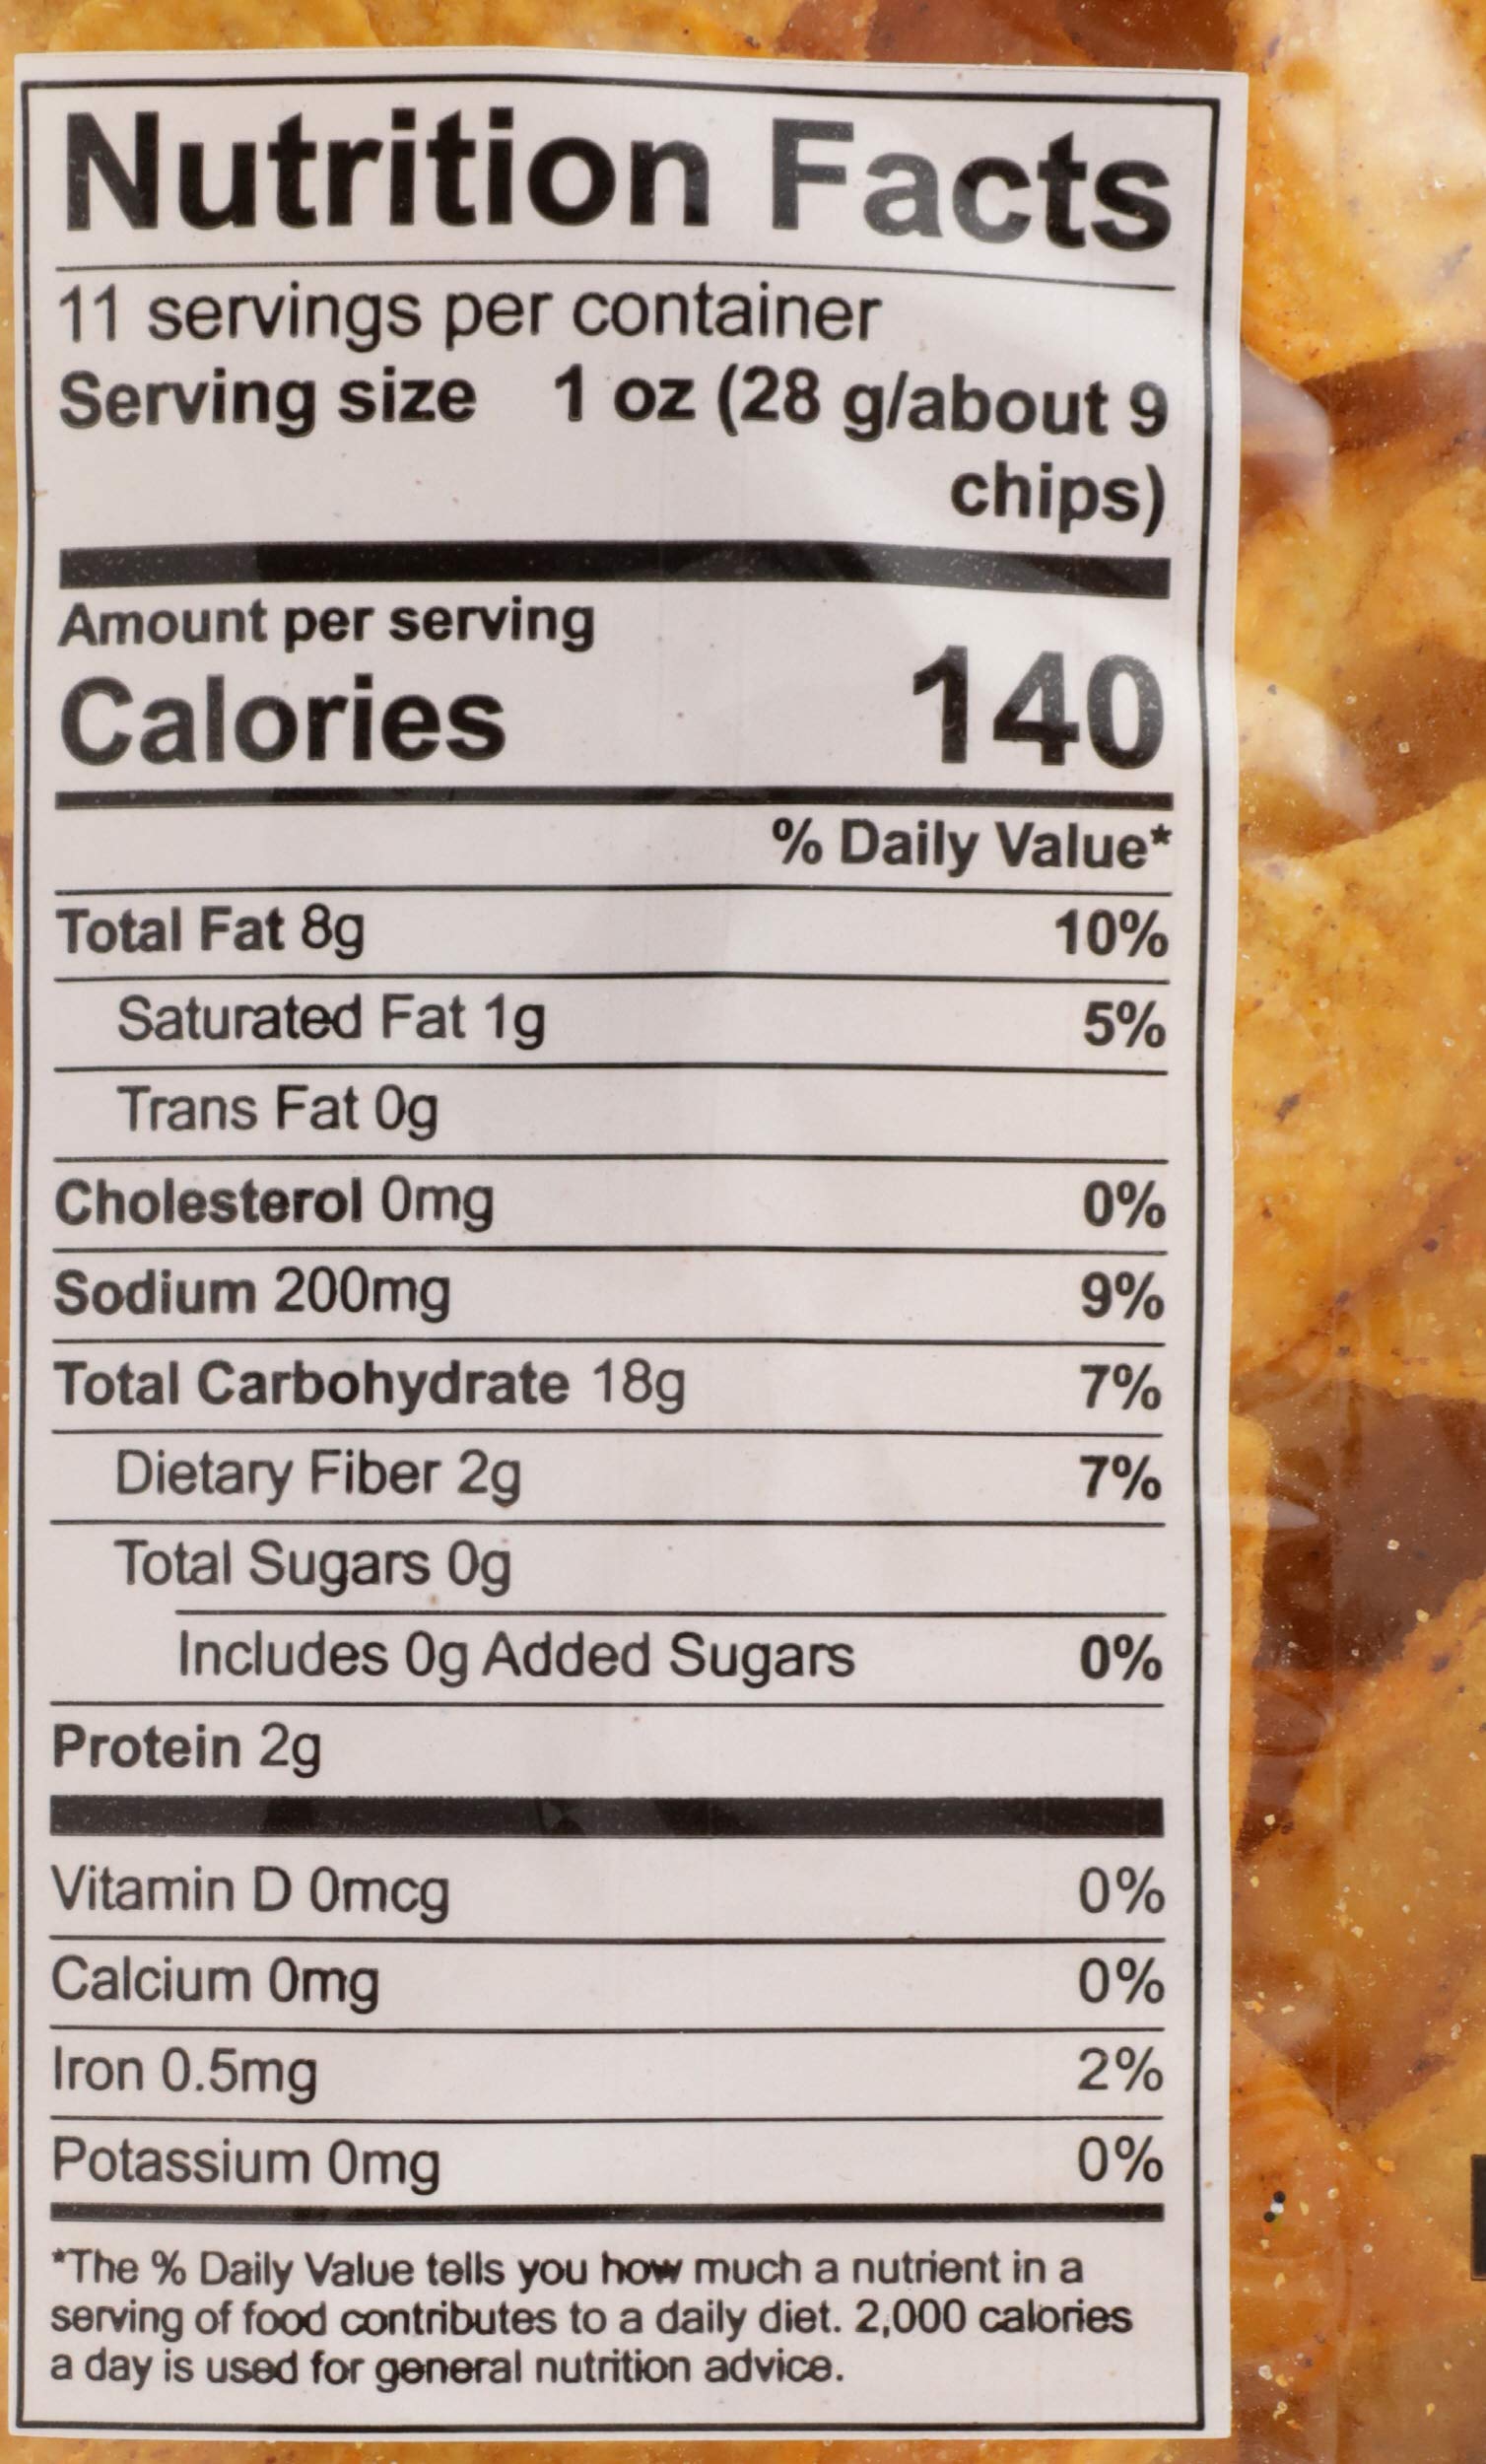 Nutrition Facts
11 servings per container
Serving size 1 oz (28 g/about 9
chips)
Amount per serving
Calories 140
% Daily Value*
Total Fat 8g 10%
Saturated Fat 1g 5%
Trans Fat 0g
Cholesterol 0mg 0%
Sodium 200mg 9%
Total Carbohydrate 18g 7%
Dietary Fiber 2g 7%
Total Sugars 0g
Includes 0g Added Sugars 0%
Protein 2g
Vitamin D 0mcg 0%
Calcium 0mg 0%
Iron 0.5mg 2%
Potassium 0mg 0%
*The % Daily Value tells you how much a nutrient in a
serving of food contributes to a daily diet. 2,000 calories
a day is used for general nutrition advice.